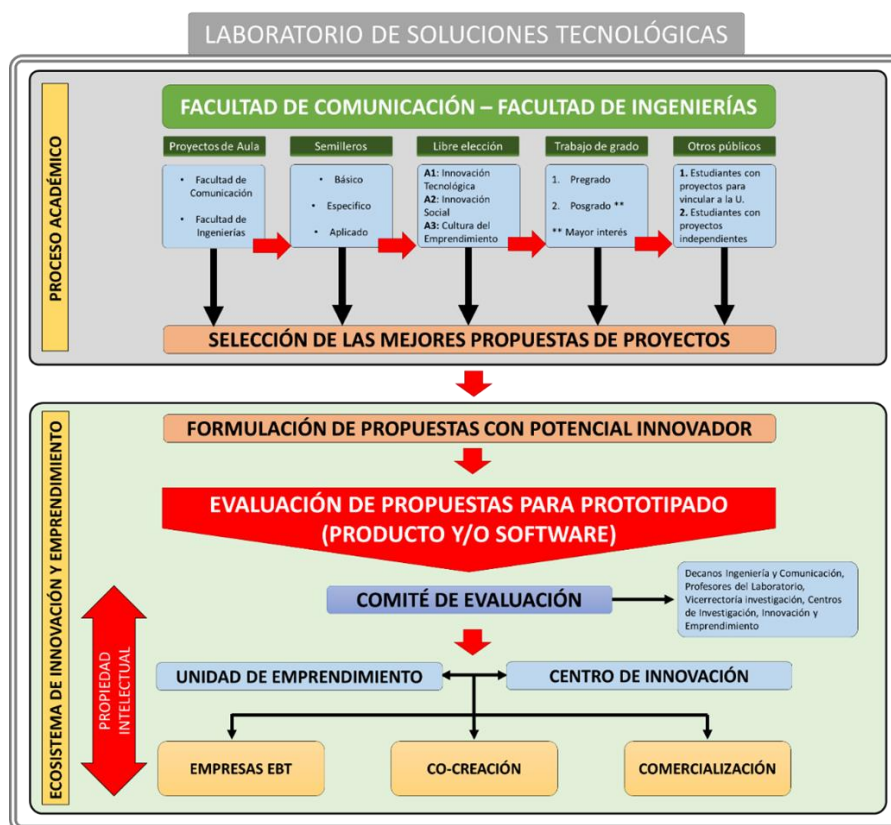 LABORATORIO DE SOLUCIONES TECNOLÓGICAS
PROCESO ACADÉMICO
FACULTAD DE COMUNICACIÓN – FACULTAD DE INGENIERÍAS
Proyectos de Aula
• Facultad de
Comunicación
• Facultad de
Ingenierías
Semilleros
• Básico
• Especifico
• Aplicado
Libre elección
A1: Innovación
Tecnológica
A2: Innovación
Social
A3: Cultura del
Emprendimiento
Trabajo de grado
1. Pregrado
2. Posgrado **
** Mayor interés
Otros públicos
1. Estudiantes con
proyectos para
vincular a la U.
2. Estudiantes con
proyectos
independientes
SELECCIÓN DE LAS MEJORES PROPUESTAS DE PROYECTOS
ECOSISTEMA DE INNOVACIÓN Y EMPRENDIMIENTO
FORMULACIÓN DE PROPUESTAS CON POTENCIAL INNOVADOR
EVALUACIÓN DE PROPUESTAS PARA PROTOTIPADO
(PRODUCTO Y/O SOFTWARE)
COMITÉ DE EVALUACIÓN
Decanos Ingeniería y Comunicación,
Profesores del Laboratorio,
Vicerrectoría investigación, Centros
de Investigación, Innovación y
Emprendimiento
PROPIEDAD
INTELECTUAL
UNIDAD DE EMPRENDIMIENTO
CENTRO DE INNOVACIÓN
EMPRESAS EBT
CO-CREACIÓN
COMERCIALIZACIÓN